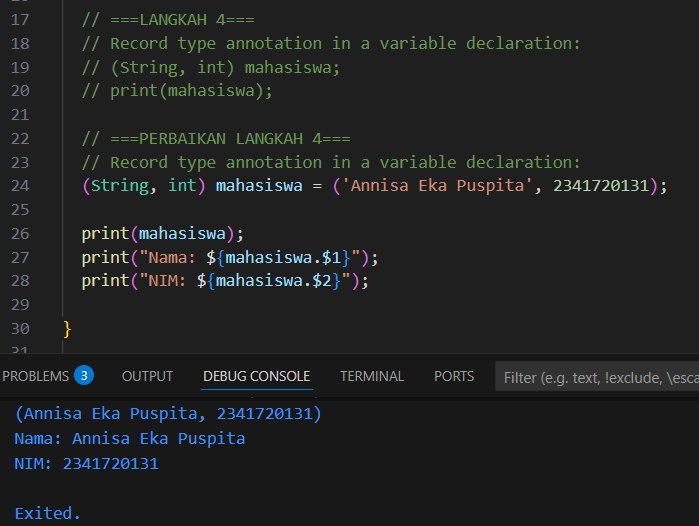 17 // ===LANGKAH 4===
18 // Record type annotation in a variable declaration:
19 // (String, int) mahasiswa;
20 // print(mahasiswa);
21
22 // ===PERBAIKAN LANGKAH 4===
23 // Record type annotation in a variable declaration:
24 (String, int) mahasiswa = ('Annisa Eka Puspita', 2341720131);
25
26 print(mahasiswa);
27 print("Nama: ${mahasiswa.$1}");
28 print("NIM: ${mahasiswa.$2}");
29
30 }
31
PROBLEMS 3 OUTPUT DEBUG CONSOLE TERMINAL PORTS Filter (e.g. text, !exclude, \esca
(Annisa Eka Puspita, 2341720131)
Nama: Annisa Eka Puspita
NIM: 2341720131
Exited.